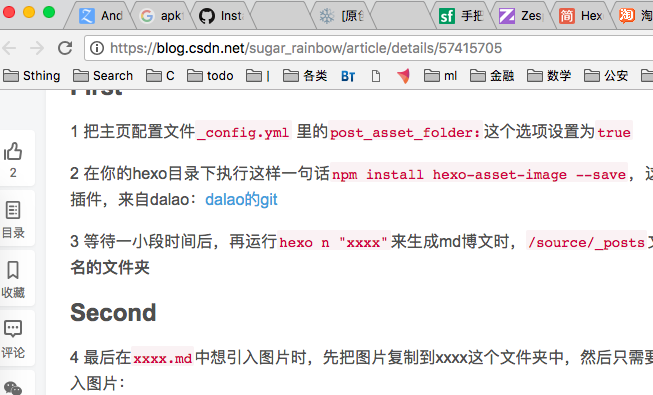 And
apk
Inst
[原创
手把
Zesp
Hex
https://blog.csdn.net/sugar_rainbow/article/details/57415705
Sthing
Search
C
todo
|
各类
BT
ml
金融
数学
公安
First
1 把主页配置文件_config.yml 里的post_asset_folder:这个选项设置为true
2 在你的hexo目录下执行这样一句话npm install hexo-asset-image --save，这
插件，来自dalao：dalao的git
3 等待一小段时间后，再运行hexo n "xxxx"来生成md博文时，/source/_posts文
名的文件夹
Second
4 最后在xxxx.md中想引入图片时，先把图片复制到xxxx这个文件夹中，然后只需要
入图片：
2
目录
收藏
评论